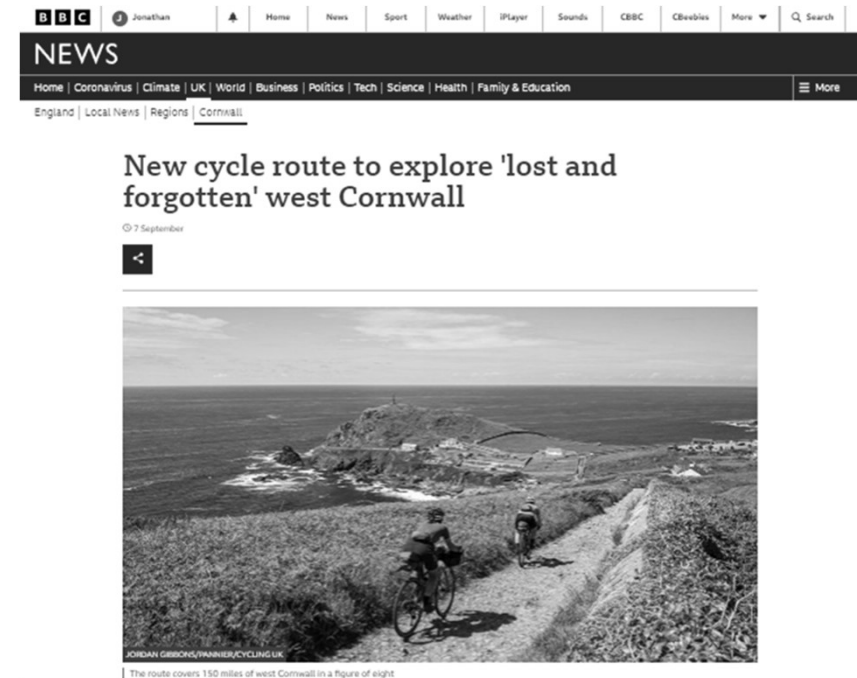 BBC Jonathan Home News Sport Weather iPlayer Sounds CBBC CBeebies More Search
NEWS
Home | Coronavirus | Climate | UK | World | Business | Politics | Tech | Science | Health | Family & Education More
England | Local News | Regions | Cornwall
New cycle route to explore 'lost and
forgotten' west Cornwall
7 September
JORDAN GIBBONS/PANNIER/CYCLING UK
The route covers 150 miles of west Cornwall in a figure of eight